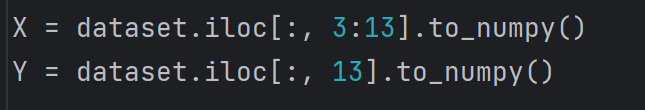 X = dataset.iloc[:, 3:13].to_numpy()
Y = dataset.iloc[:, 13].to_numpy()